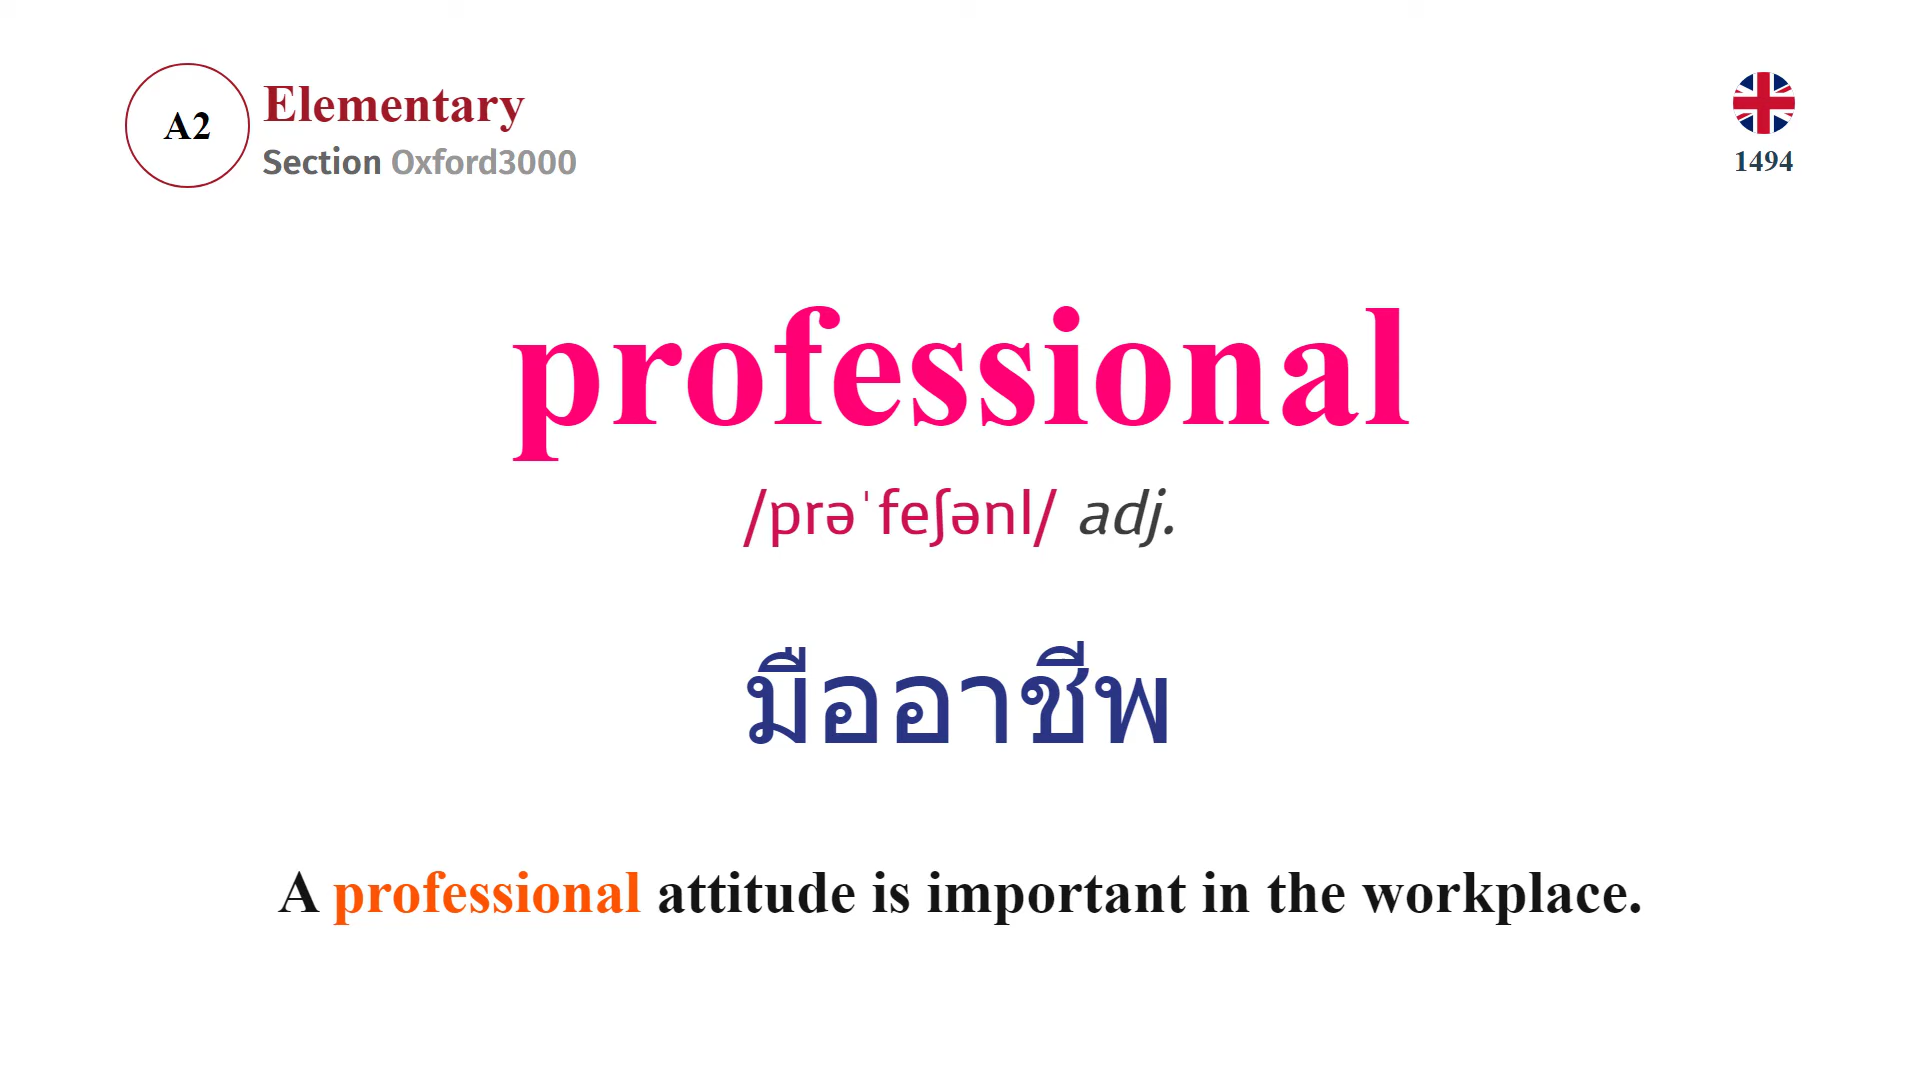 A2
Elementary
Section Oxford3000
1494
professional
/prəˈfeʃənl/ adj.
มืออาชีพ
A professional attitude is important in the workplace.